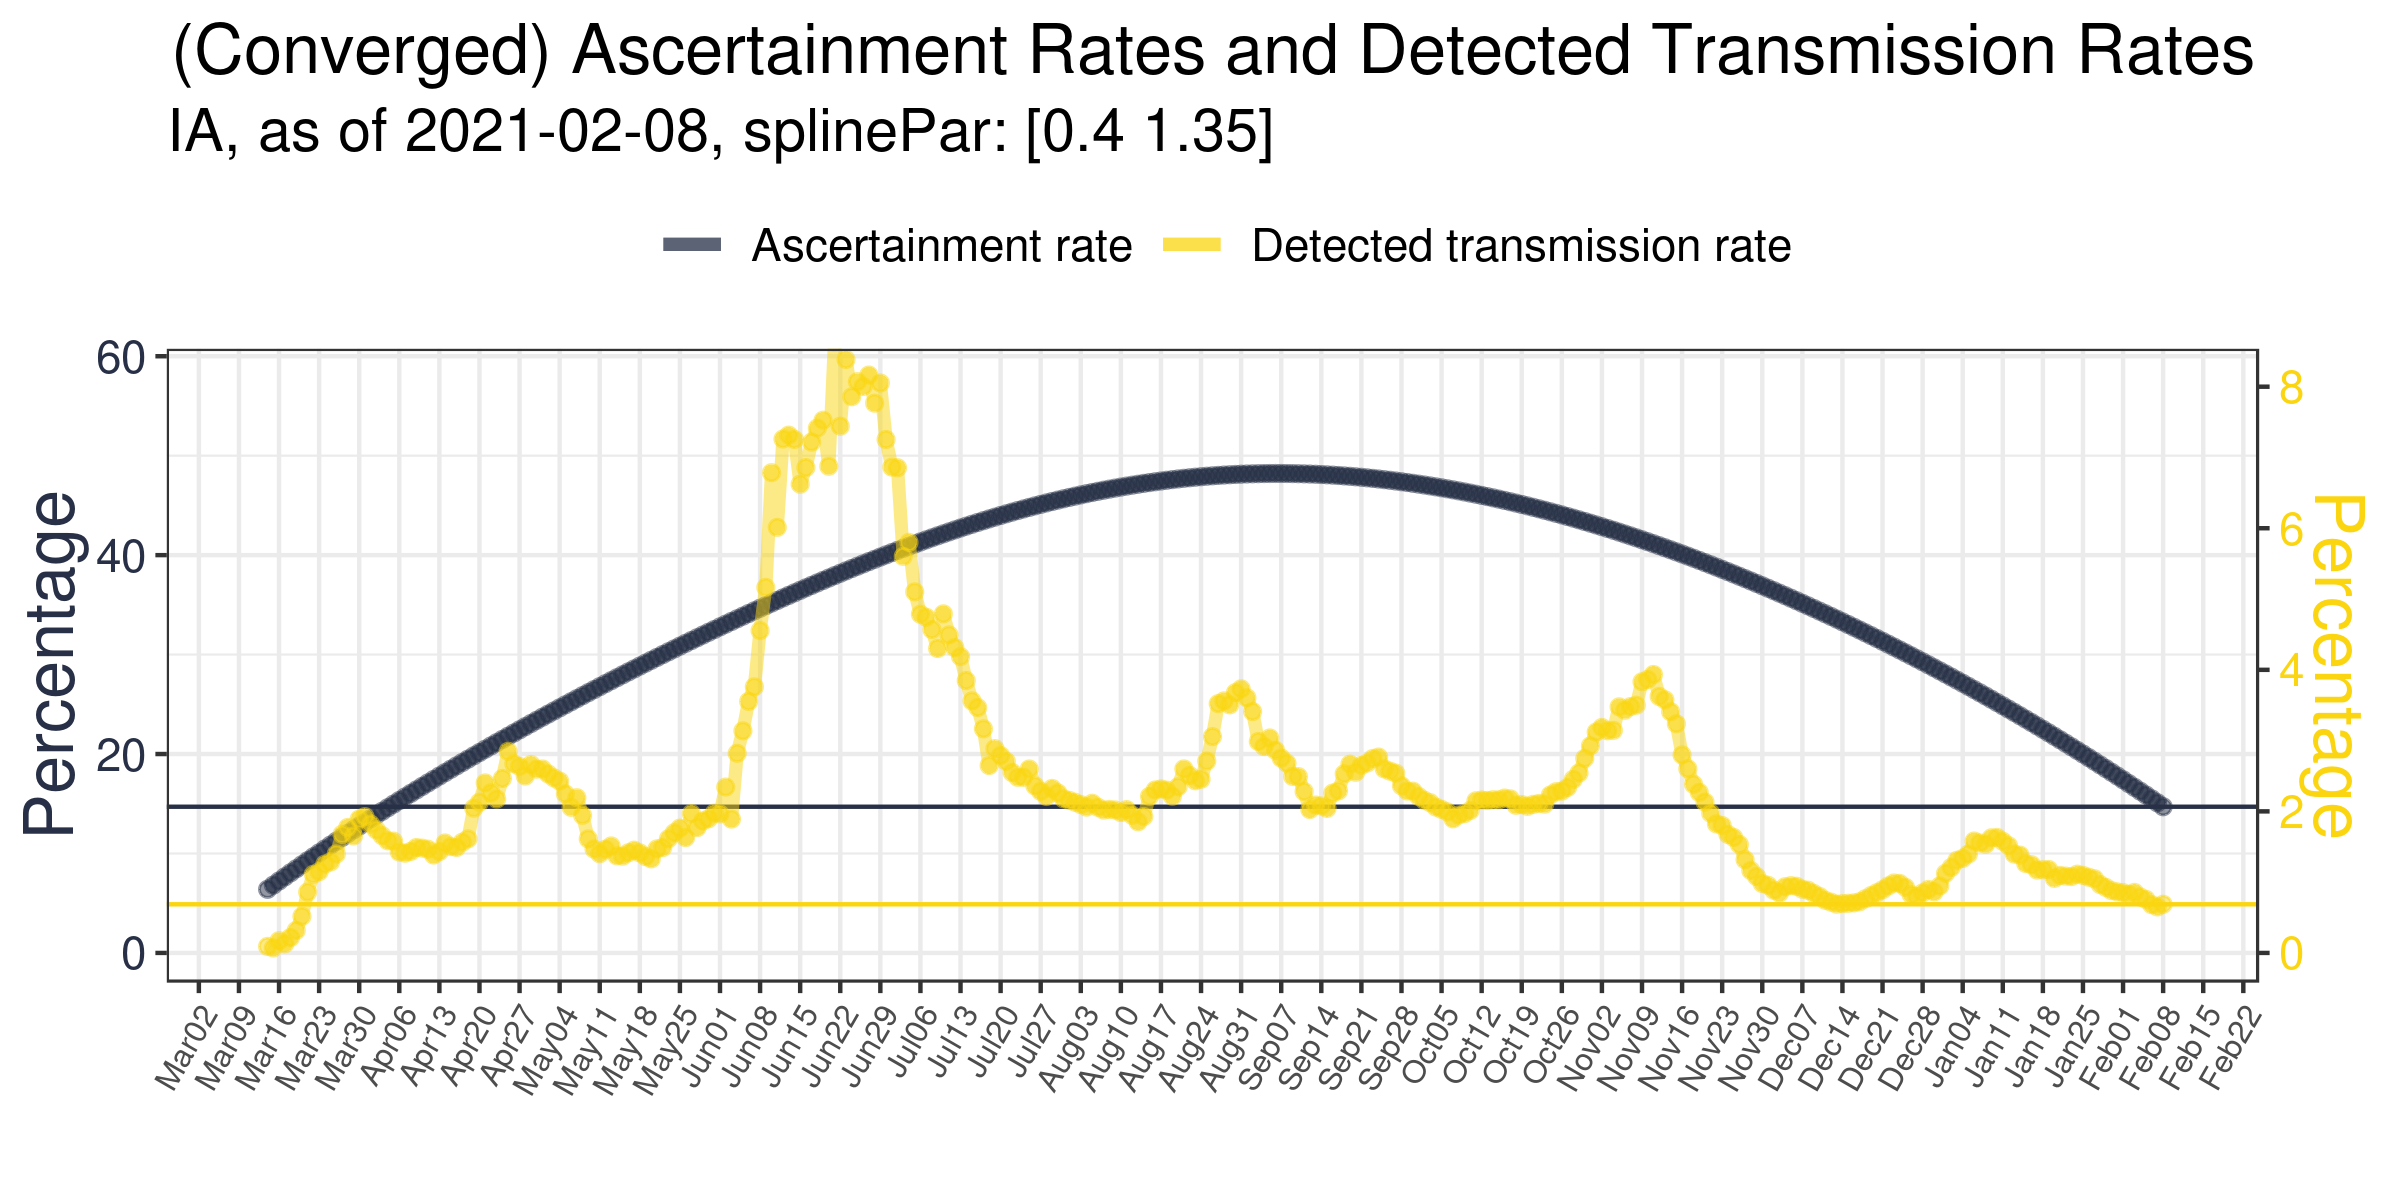 (Converged) Ascertainment Rates and Detected Transmission Rates
IA, as of 2021-02-08, splinePar: [0.4 1.35]
Ascertainment rate
Detected transmission rate
Percentage
60
40
20
0
8
6
4
2
0
Percentage
Mar02
Mar09
Mar16
Mar23
Mar30
Apr06
Apr13
Apr20
Apr27
May04
May11
May18
May25
Jun01
Jun08
Jun15
Jun22
Jun29
Jul06
Jul13
Jul20
Jul27
Aug03
Aug10
Aug17
Aug24
Aug31
Sep07
Sep14
Sep21
Sep28
Oct05
Oct12
Oct19
Oct26
Nov02
Nov09
Nov16
Nov23
Nov30
Dec07
Dec14
Dec21
Dec28
Jan04
Jan11
Jan18
Jan25
Feb01
Feb08
Feb15
Feb22